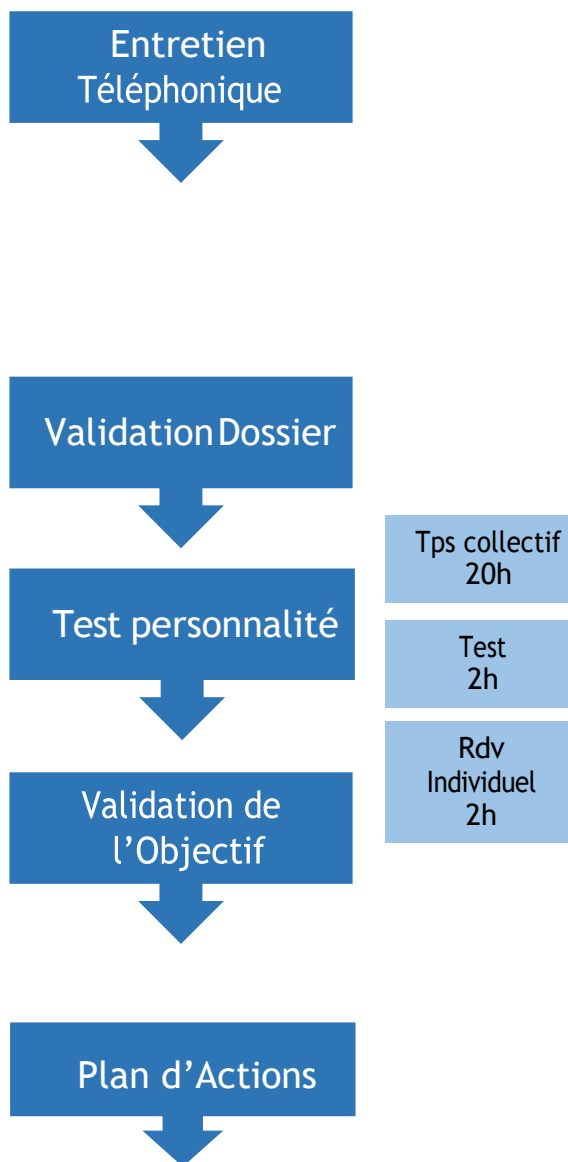 Entretien
Téléphonique
Validation Dossier
Tps collectif
20h
Test personnalité
Test
2h
Rdv
Individuel
2h
Validation de
l’Objectif
Plan d’Actions